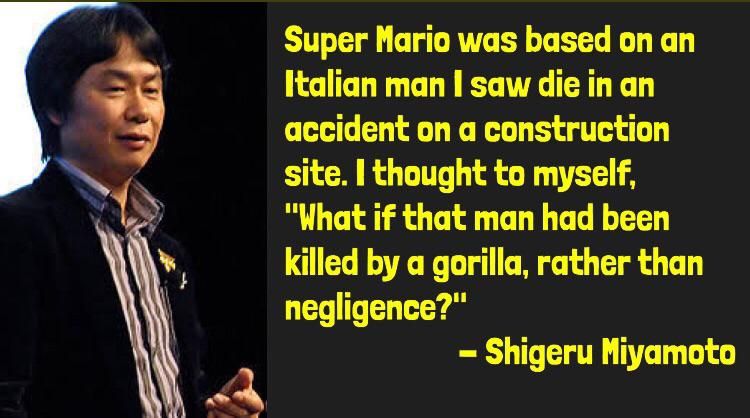 Super Mario was based on an
Italian man I saw die in an
accident on a construction
site. I thought to myself,
"What if that man had been
killed by a gorilla, rather than
negligence?"
– Shigeru Miyamoto